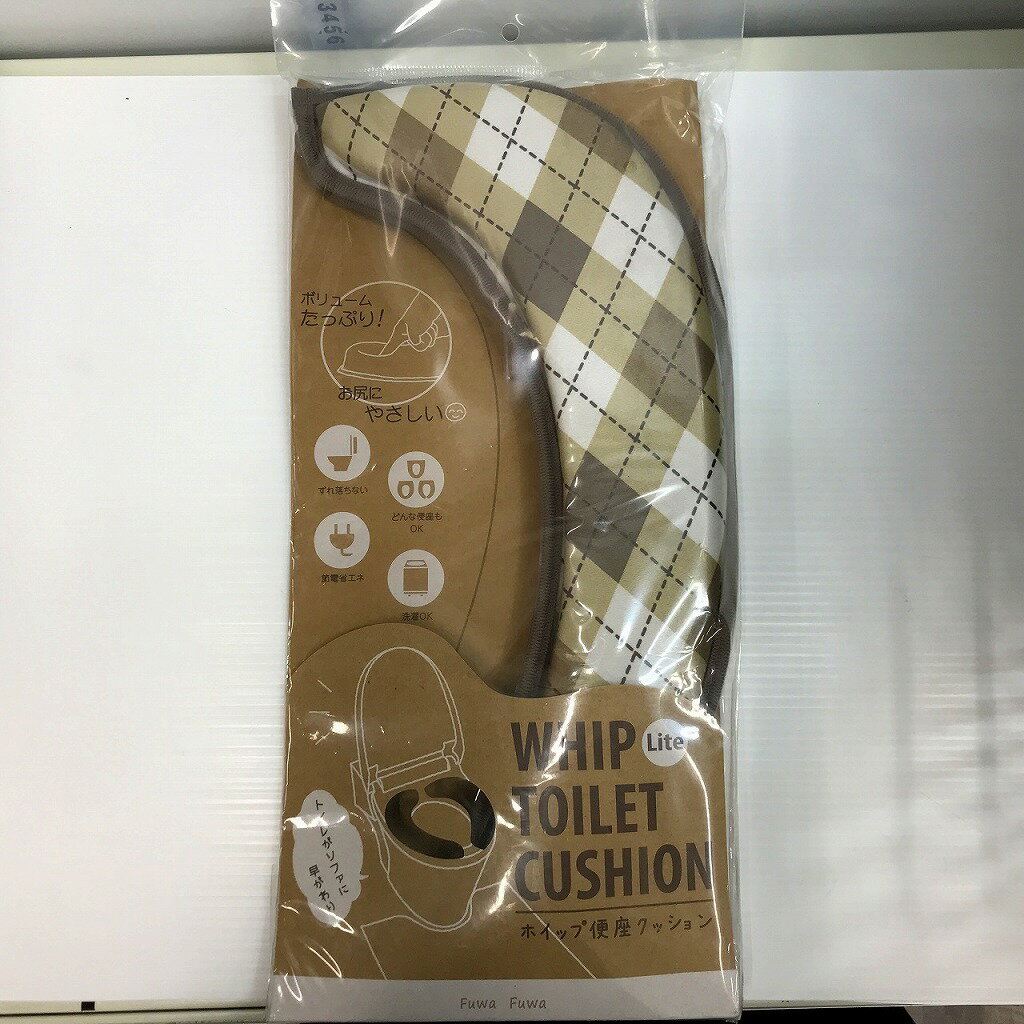 3456
ボリューム
たっぷり!
お尻に
やさしい
ずれ落ちない
どんな便座も
OK
節電省エネ
洗濯OK
トイレがソファに
早がわり
WHIP Lite
TOILET
CUSHION
ホイップ便座クッション
Fuwa Fuwa